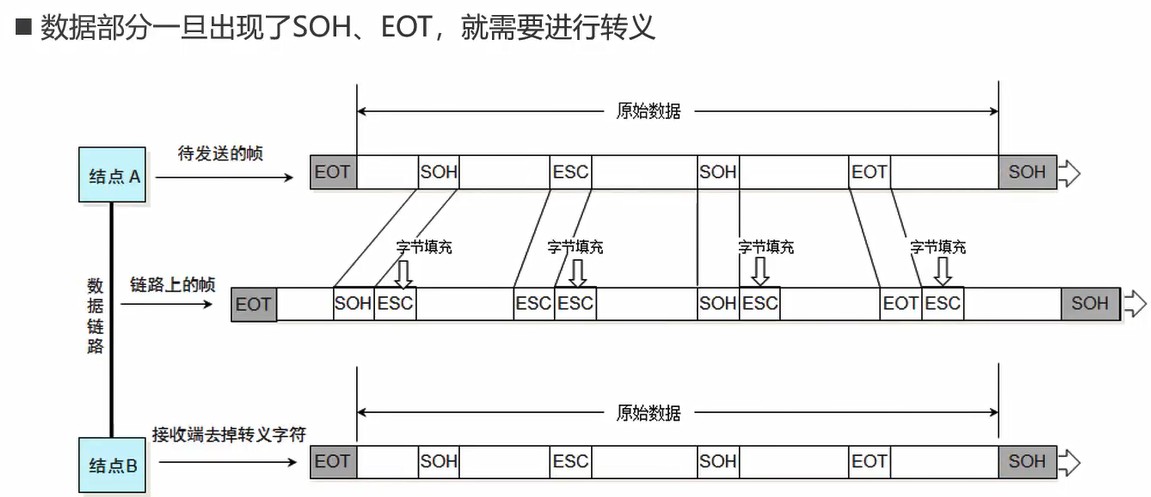 ■ 数据部分一旦出现了SOH、EOT，就需要进行转义
原始数据
结点 A
待发送的帧
EOT SOH ESC SOH EOT SOH
字节填充 字节填充 字节填充 字节填充
数据链路
链路上的帧
EOT SOH ESC ESC ESC SOH ESC EOT ESC SOH
原始数据
结点B
接收端去掉转义字符
EOT SOH ESC SOH EOT SOH